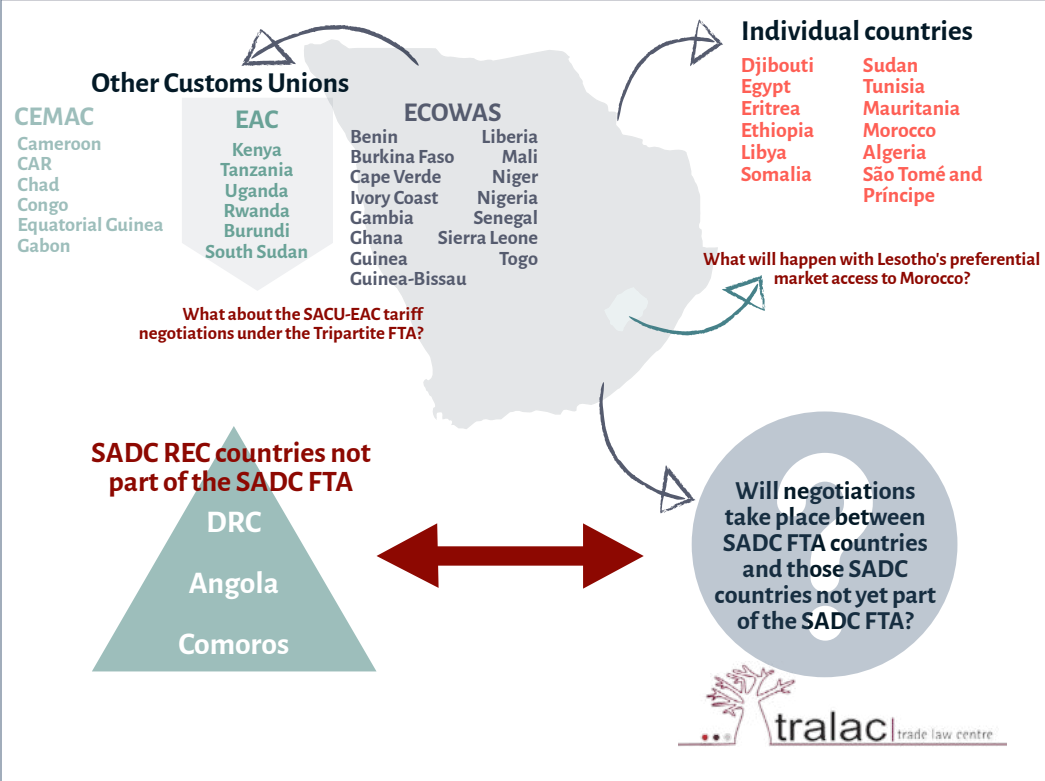 Individual countries
Djibouti
Egypt
Eritrea
Ethiopia
Libya
Somalia
Sudan
Tunisia
Mauritania
Morocco
Algeria
São Tomé and
Príncipe
Other Customs Unions
CEMAC
Cameroon
CAR
Chad
Congo
Equatorial Guinea
Gabon
EAC
Kenya
Tanzania
Uganda
Rwanda
Burundi
South Sudan
ECOWAS
Benin
Burkina Faso
Cape Verde
Ivory Coast
Gambia
Ghana
Guinea
Guinea-Bissau
Liberia
Mali
Niger
Nigeria
Senegal
Sierra Leone
Togo
What will happen with Lesotho's preferential
market access to Morocco?
What about the SACU-EAC tariff
negotiations under the Tripartite FTA?
SADC REC countries not
part of the SADC FTA
DRC
Angola
Comoros
Will negotiations
take place between
SADC FTA countries
and those SADC
countries not yet part
of the SADC FTA?
tralac
trade law centre